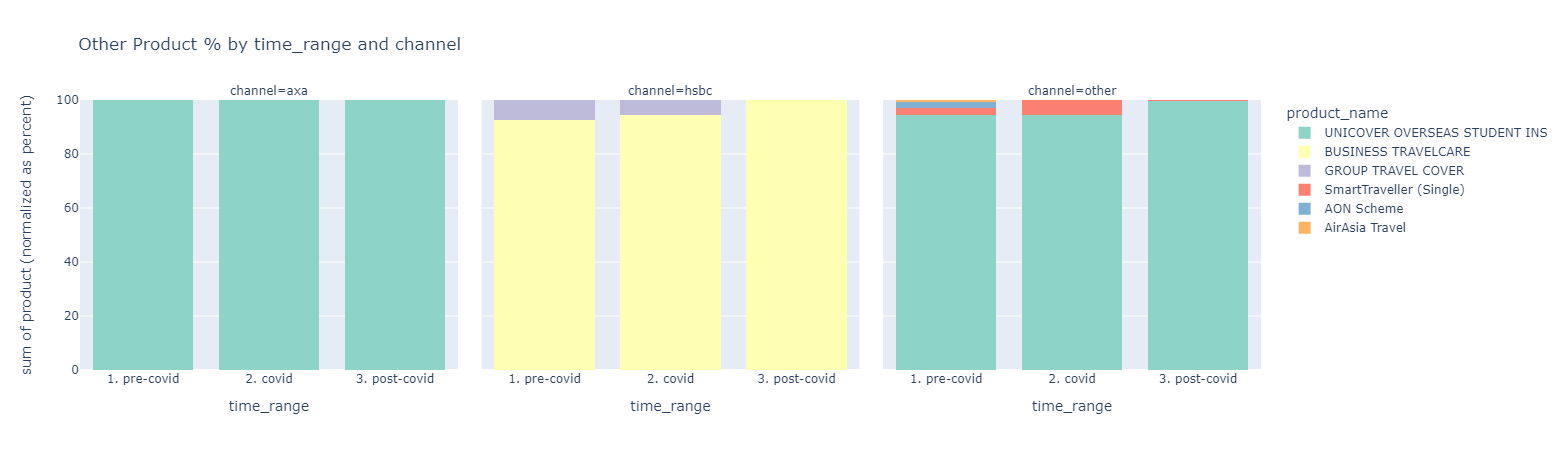 Other Product % by time_range and channel
channel=axa
channel=hsbc
channel=other
sum of product (normalized as percent)
100
80
60
40
20
0
1. pre-covid
2. covid
3. post-covid
1. pre-covid
2. covid
3. post-covid
1. pre-covid
2. covid
3. post-covid
time_range
time_range
time_range
product_name
UNICOVER OVERSEAS STUDENT INS
BUSINESS TRAVELCARE
GROUP TRAVEL COVER
SmartTraveller (Single)
AON Scheme
AirAsia Travel